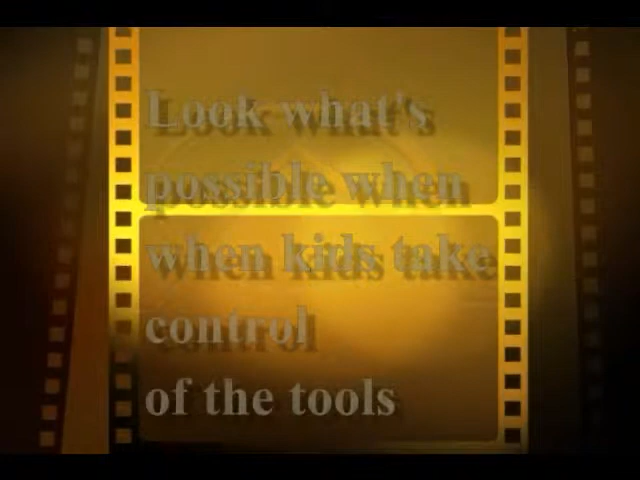 Look what's
possible when
when kids take
control
of the tools